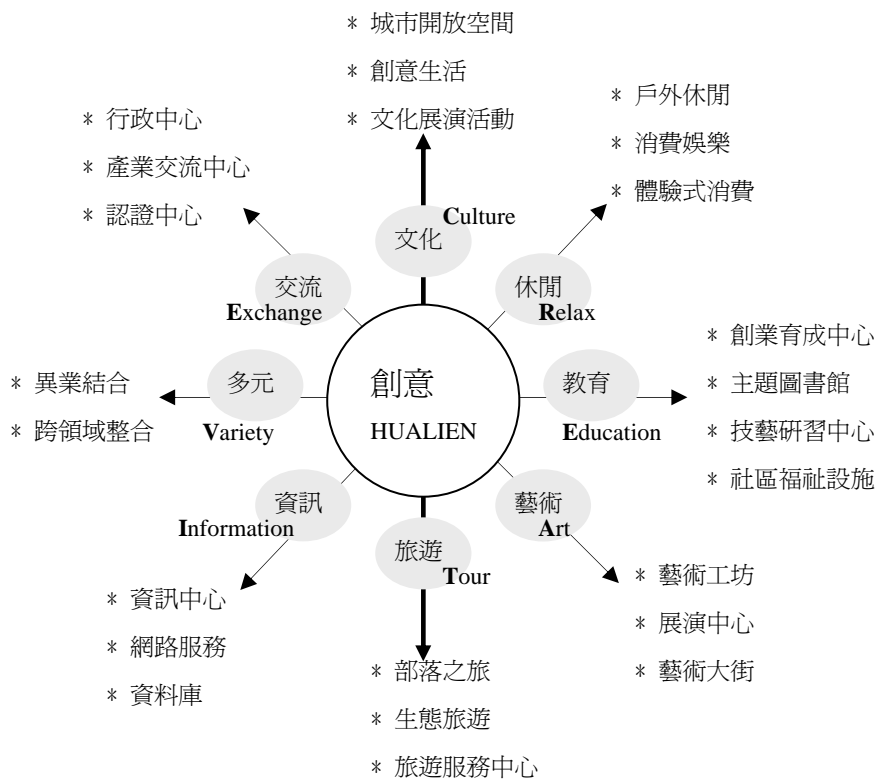 * 城市開放空間
* 創意生活
* 文化展演活動
* 戶外休閒
* 消費娛樂
* 體驗式消費
* 行政中心
* 產業交流中心
* 認證中心
文化
Culture
交流
Exchange
休閒
Relax
* 創業育成中心
* 主題圖書館
* 技藝研習中心
* 社區福祉設施
* 異業結合
* 跨領域整合
多元
Variety
創意
HUALIEN
教育
Education
資訊
Information
旅遊
Tour
藝術
Art
* 資訊中心
* 網路服務
* 資料庫
* 部落之旅
* 生態旅遊
* 旅遊服務中心
* 藝術工坊
* 展演中心
* 藝術大街